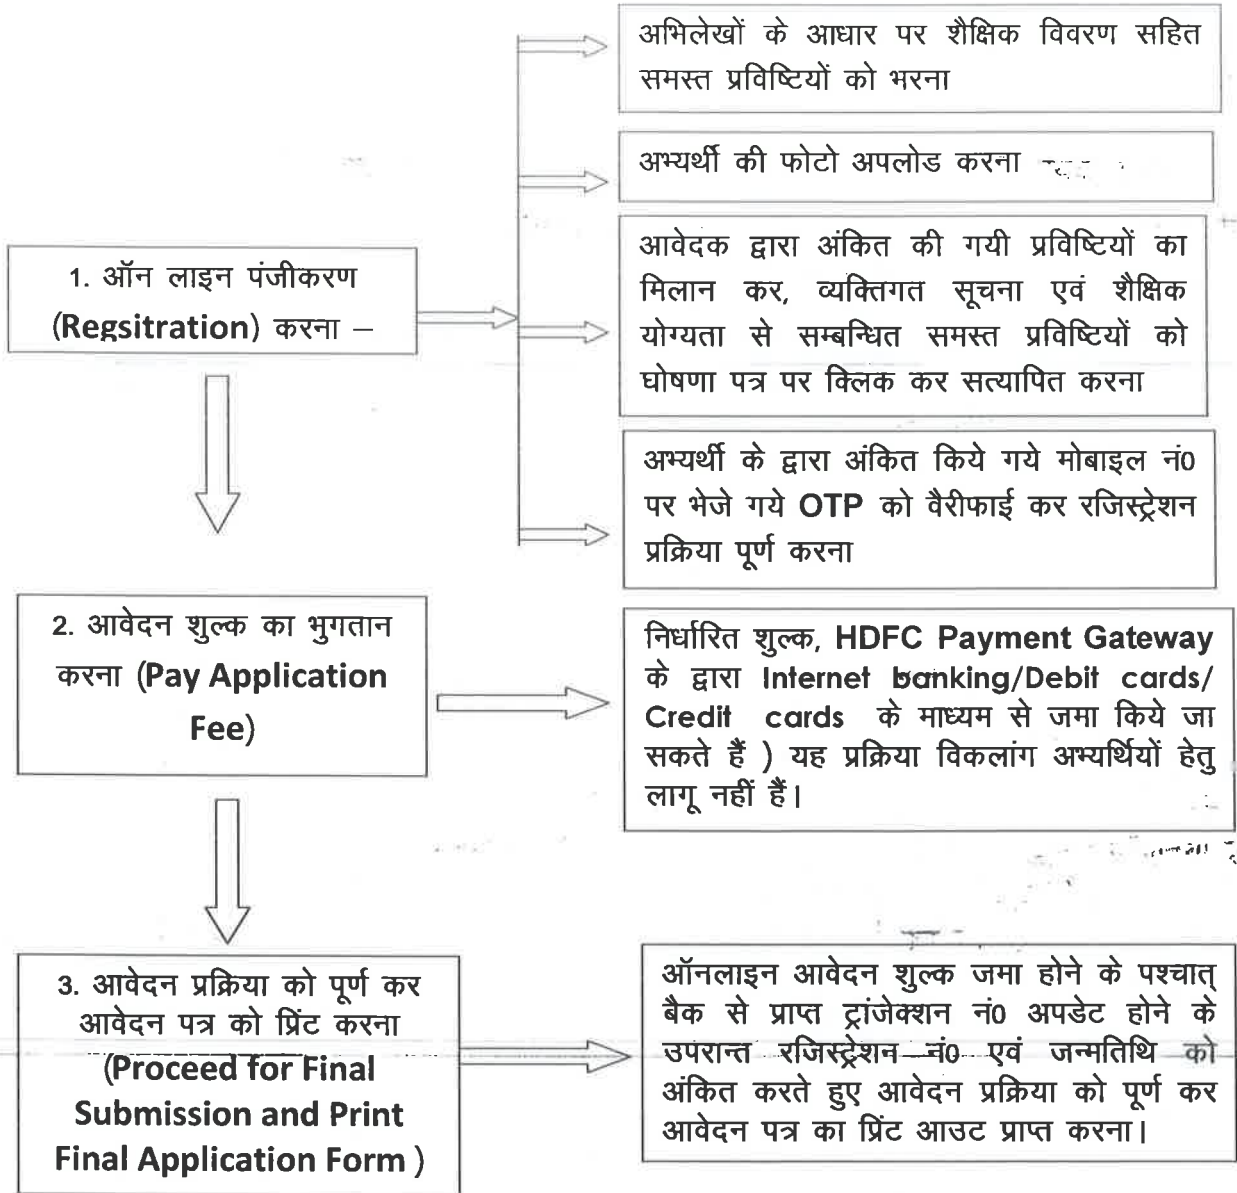 अभिलेखों के आधार पर शैक्षिक विवरण सहित
समस्त प्रविष्टियों को भरना
अभ्यर्थी की फोटो अपलोड करना
1. ऑन लाइन पंजीकरण
(Regsitration) करना –
आवेदक द्वारा अंकित की गयी प्रविष्टियों का
मिलान कर, व्यक्तिगत सूचना एवं शैक्षिक
योग्यता से सम्बन्धित समस्त प्रविष्टियों को
घोषणा पत्र पर क्लिक कर सत्यापित करना
अभ्यर्थी के द्वारा अंकित किये गये मोबाइल नं0
पर भेजे गये OTP को वैरीफाई कर रजिस्ट्रेशन
प्रक्रिया पूर्ण करना
2. आवेदन शुल्क का भुगतान
करना (Pay Application
Fee)
निर्धारित शुल्क, HDFC Payment Gateway
के द्वारा Internet banking/Debit cards/
Credit cards के माध्यम से जमा किये जा
सकते हैं ) यह प्रक्रिया विकलांग अभ्यर्थियों हेतु
लागू नहीं हैं।
3. आवेदन प्रक्रिया को पूर्ण कर
आवेदन पत्र को प्रिंट करना
(Proceed for Final
Submission and Print
Final Application Form )
ऑनलाइन आवेदन शुल्क जमा होने के पश्चात्
बैक से प्राप्त ट्रांजेक्शन नं0 अपडेट होने के
उपरान्त रजिस्ट्रेशन नं0 एवं जन्मतिथि को
अंकित करते हुए आवेदन प्रक्रिया को पूर्ण कर
आवेदन पत्र का प्रिंट आउट प्राप्त करना।